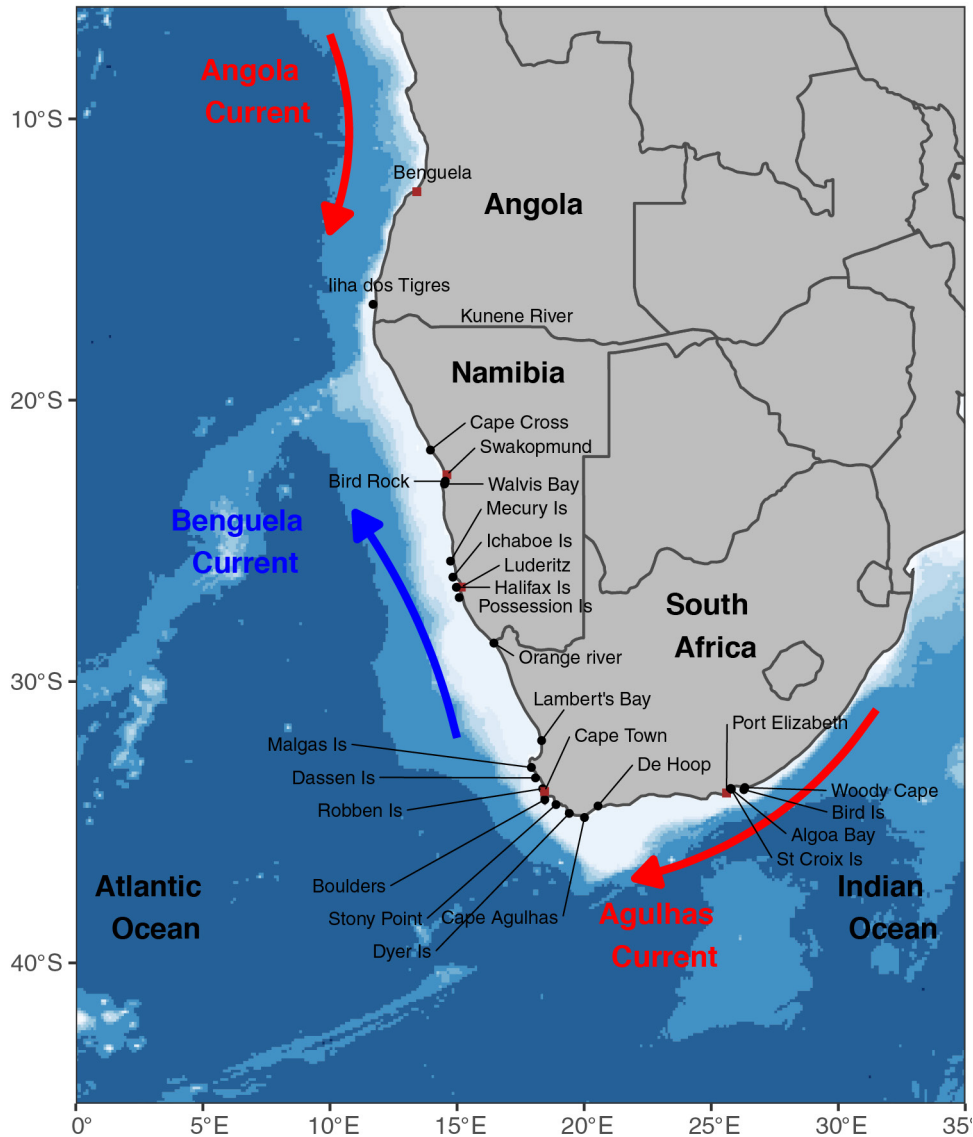 Angola
Current
10°S
Benguela
Angola
Iiha dos Tigres
Kunene River
Namibia
20°S
Cape Cross
Swakopmund
Bird Rock
Walvis Bay
Mecury Is
Benguela
Current
Ichaboe Is
Luderitz
Halifax Is
Possession Is
South
Africa
Orange river
30°S
Lambert's Bay
Port Elizabeth
Cape Town
Malgas Is
De Hoop
Dassen Is
Woody Cape
Robben Is
Bird Is
Algoa Bay
St Croix Is
Atlantic
Ocean
Boulders
Indian
Ocean
Stony Point
Cape Agulhas
Agulhas
Current
Dyer Is
40°S
0°
5°E
10°E
15°E
20°E
25°E
30°E